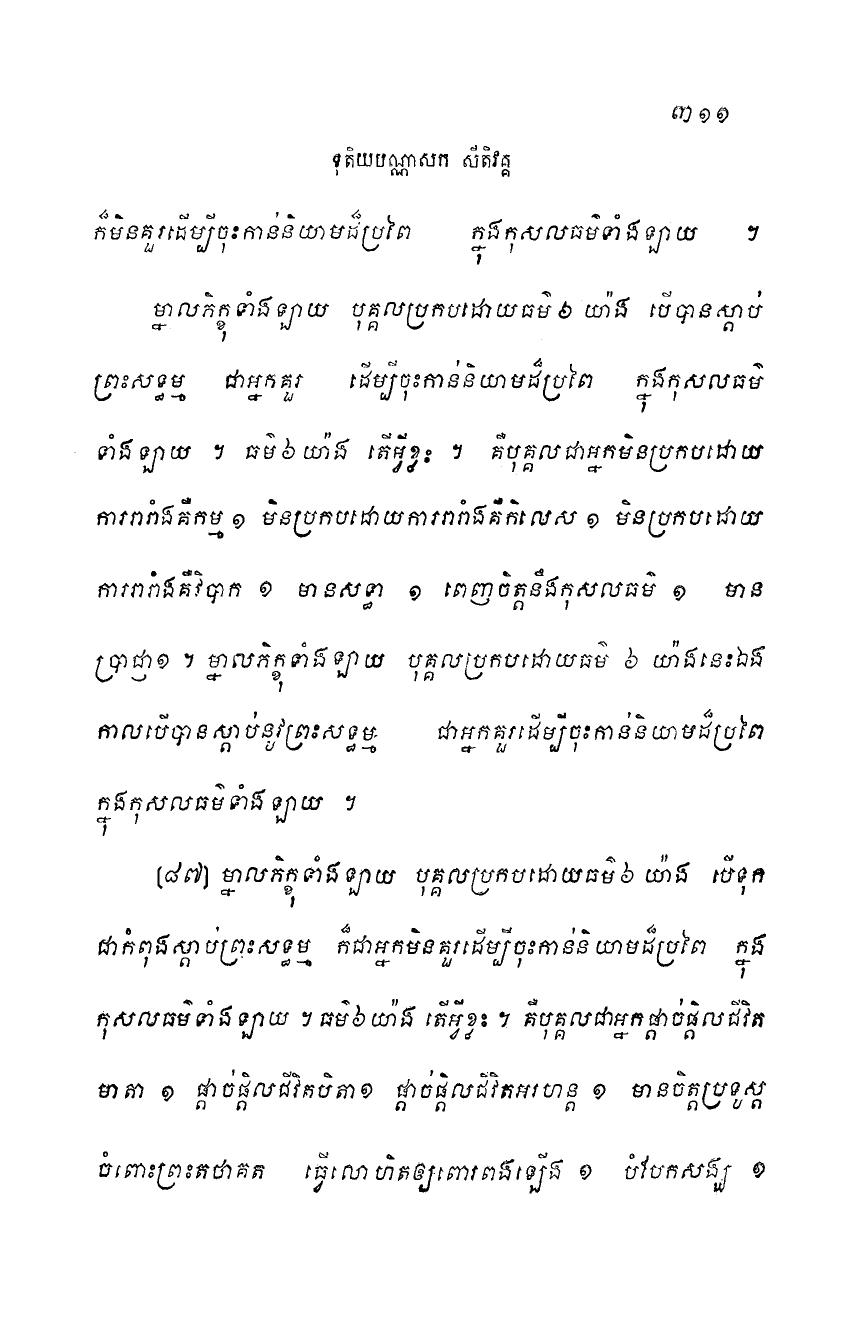 ៣១១
ទុតិយបណ្ណាសក សីតិវគ្គ
ក៏មិនគួរដើម្បីចុះកាន់និយាមដ៏ប្រពៃ ក្នុងកុសលធម៌ទាំងឡាយ ។
ម្នាលភិក្ខុទាំងឡាយ បុគ្គលប្រកបដោយធម៌ ៦ យ៉ាង បើបានស្តាប់
ព្រះសទ្ធម្ម ជាអ្នកគួរ ដើម្បីចុះកាន់និយាមដ៏ប្រពៃ ក្នុងកុសលធម៌
ទាំងឡាយ ។ ធម៌ ៦ យ៉ាង តើអ្វីខ្លះ ។ គឺបុគ្គលជាអ្នកមិនប្រកបដោយ
ការរារាំងគឺកម្ម ១ មិនប្រកបដោយការរារាំងគឺកិលេស ១ មិនប្រកបដោយ
ការរារាំងគឺវិបាក ១ មានសទ្ធា ១ ពេញចិត្តនឹងកុសលធម៌ ១ មាន
ប្រាជ្ញា ១ ។ ម្នាលភិក្ខុទាំងឡាយ បុគ្គលប្រកបដោយធម៌ ៦ យ៉ាងនេះឯង
កាលបើបានស្តាប់នូវព្រះសទ្ធម្ម ជាអ្នកគួរដើម្បីចុះកាន់និយាមដ៏ប្រពៃ
ក្នុងកុសលធម៌ទាំងឡាយ ។
(៨៧) ម្នាលភិក្ខុទាំងឡាយ បុគ្គលប្រកបដោយធម៌ ៦ យ៉ាង បើទុក
ជាកំពុងស្តាប់ព្រះសទ្ធម្ម ក៏ជាអ្នកមិនគួរដើម្បីចុះកាន់និយាមដ៏ប្រពៃ ក្នុង
កុសលធម៌ទាំងឡាយ ។ ធម៌ ៦ យ៉ាង តើអ្វីខ្លះ ។ គឺបុគ្គលជាអ្នកផ្តាច់ផ្តិលជីវិត
មាតា ១ ផ្តាច់ផ្តិលជីវិតបិតា ១ ផ្តាច់ផ្តិលជីវិតអរហន្ត ១ មានចិត្តប្រទូស្ត
ចំពោះព្រះតថាគត ធ្វើលោហិតឲ្យពោរពងឡើង ១ បំបែកសង្ឃ ១